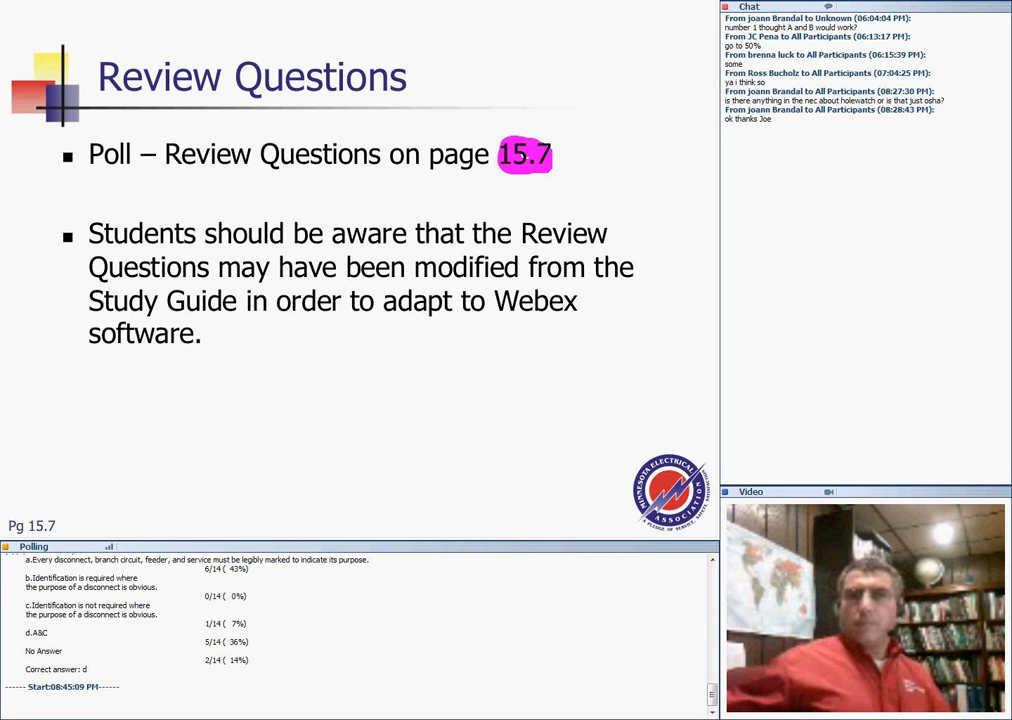 Review Questions
Poll – Review Questions on page 15.7
Students should be aware that the Review
Questions may have been modified from the
Study Guide in order to adapt to Webex
software.
MINNESOTA ELECTRICAL
ASSOCIATION
Pg 15.7
Polling
a.Every disconnect, branch circuit, feeder, and service must be legibly marked to indicate its purpose.
6/14 ( 43%)
b.Identification is required where
the purpose of a disconnect is obvious.
0/14 ( 0%)
c.Identification is not required where
the purpose of a disconnect is obvious.
1/14 ( 7%)
d.A&C
5/14 ( 36%)
No Answer
2/14 ( 14%)
Correct answer: d
------ Start:08:45:09 PM------
Chat
From joann Brandal to Unknown (06:04:04 PM):
number 1 thought A and B would work?
From JC Pena to All Participants (06:13:17 PM):
go to 50%
From brenna luck to All Participants (06:15:39 PM):
some
From Ross Bucholz to All Participants (07:04:25 PM):
ya i think so
From joann Brandal to All Participants (08:27:30 PM):
is there anything in the nec about holewatch or is that just osha?
From joann Brandal to All Participants (08:28:43 PM):
ok thanks Joe
Video